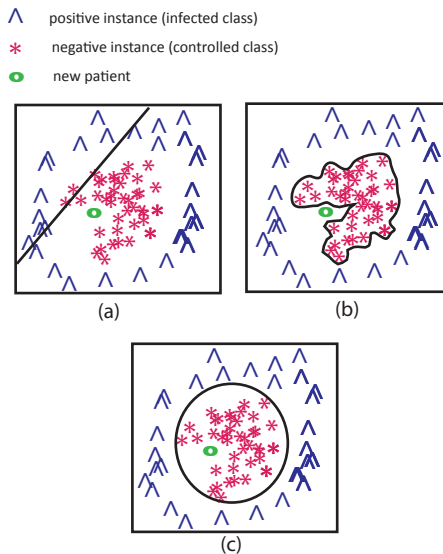 positive instance (infected class)
negative instance (controlled class)
new patient
(a)
(b)
(c)